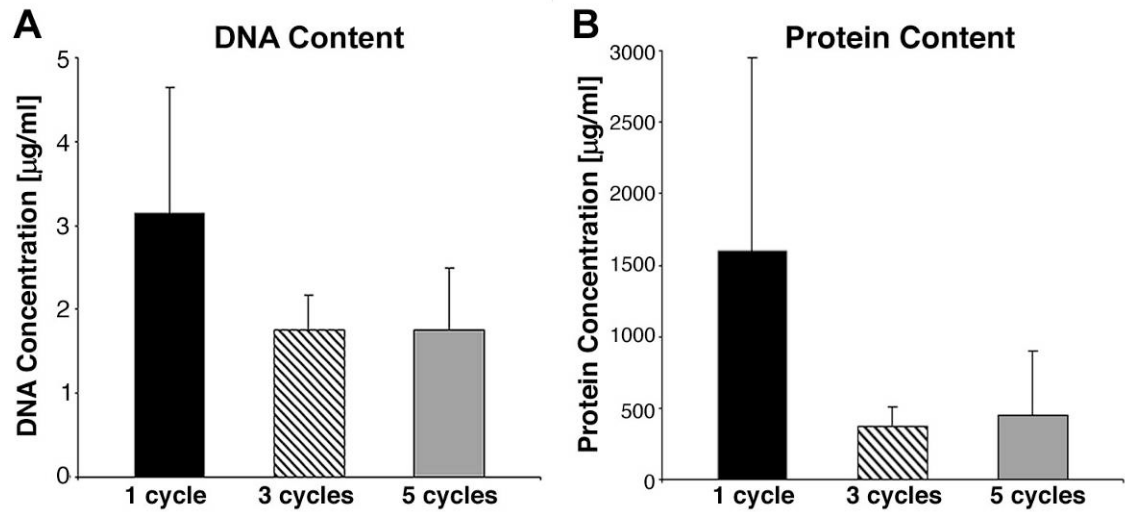 A
DNA Content
DNA Concentration [µg/ml]
5
4
3
2
1
0
1 cycle
3 cycles
5 cycles
B
Protein Content
Protein Concentration [µg/ml]
3000
2500
2000
1500
1000
500
0
1 cycle
3 cycles
5 cycles